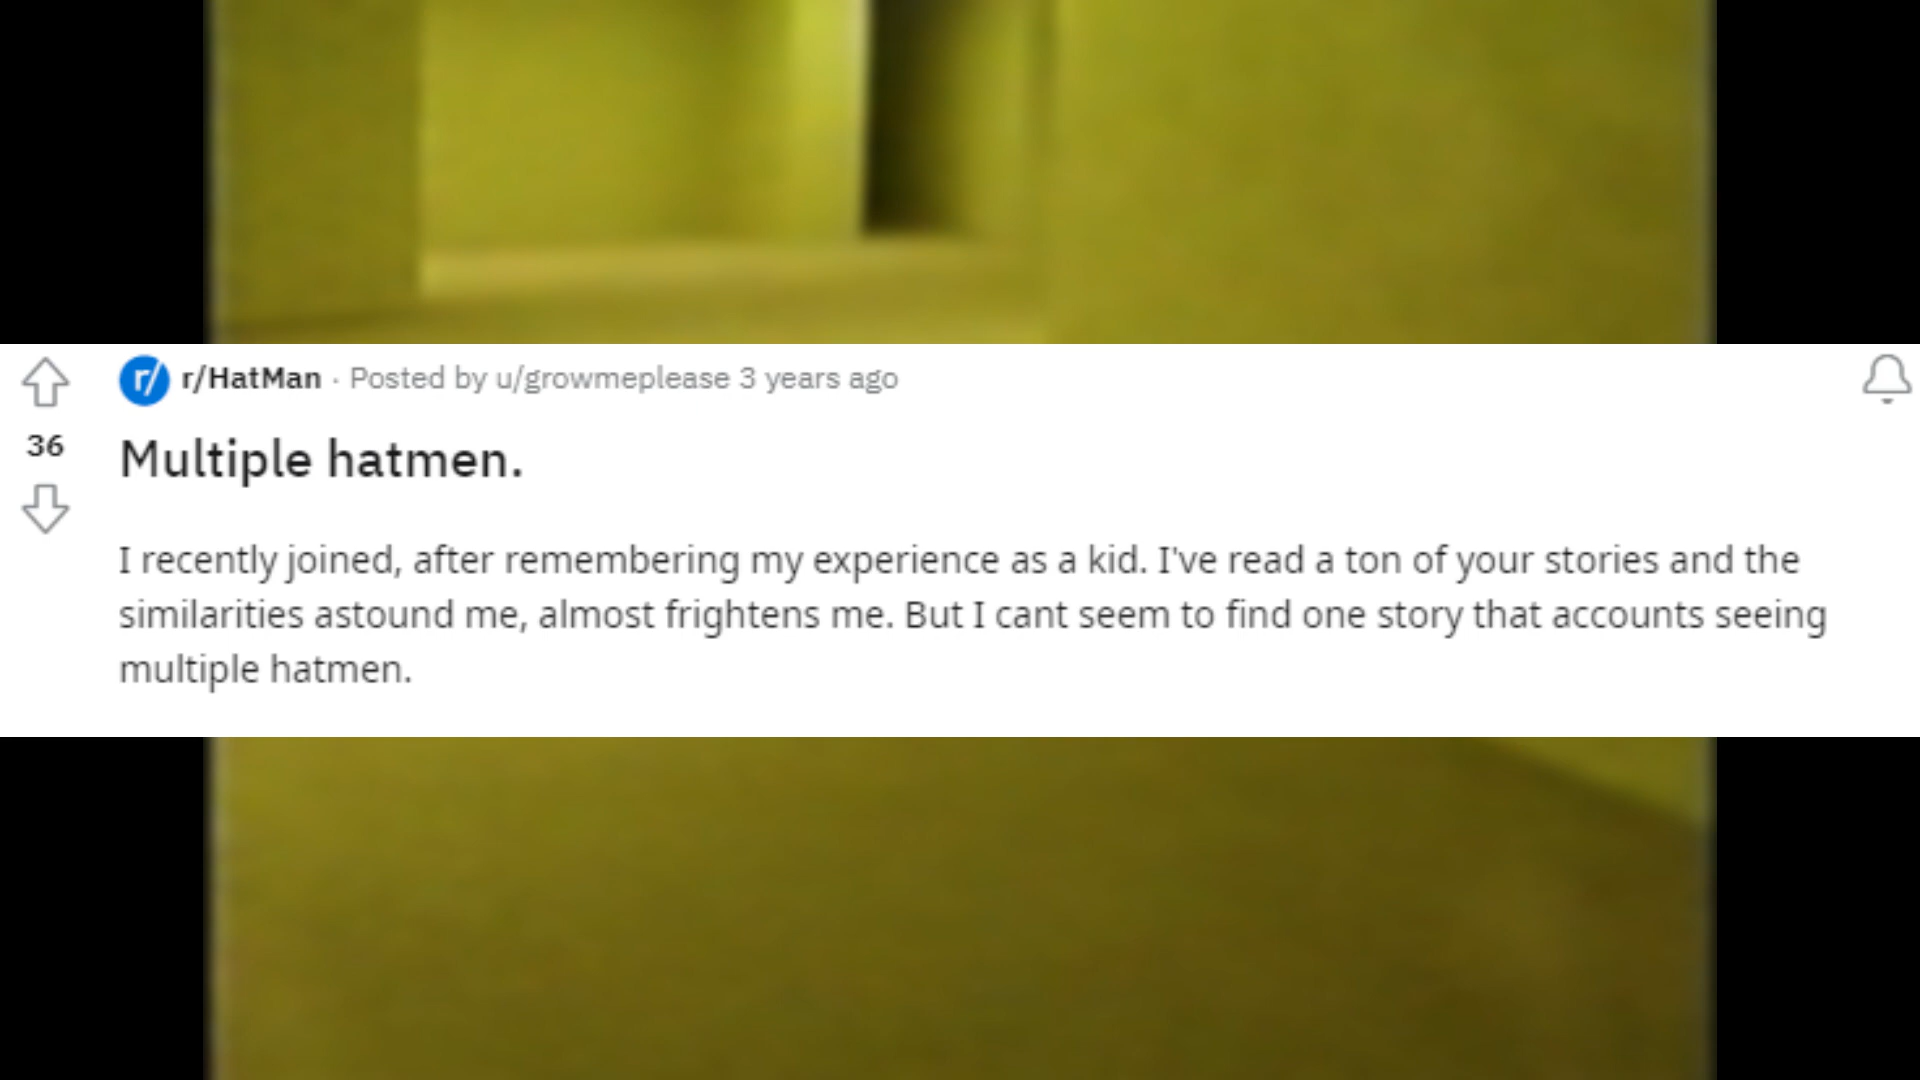 r/ r/HatMan · Posted by u/growmeplease 3 years ago
36
Multiple hatmen.
I recently joined, after remembering my experience as a kid. I've read a ton of your stories and the
similarities astound me, almost frightens me. But I cant seem to find one story that accounts seeing
multiple hatmen.